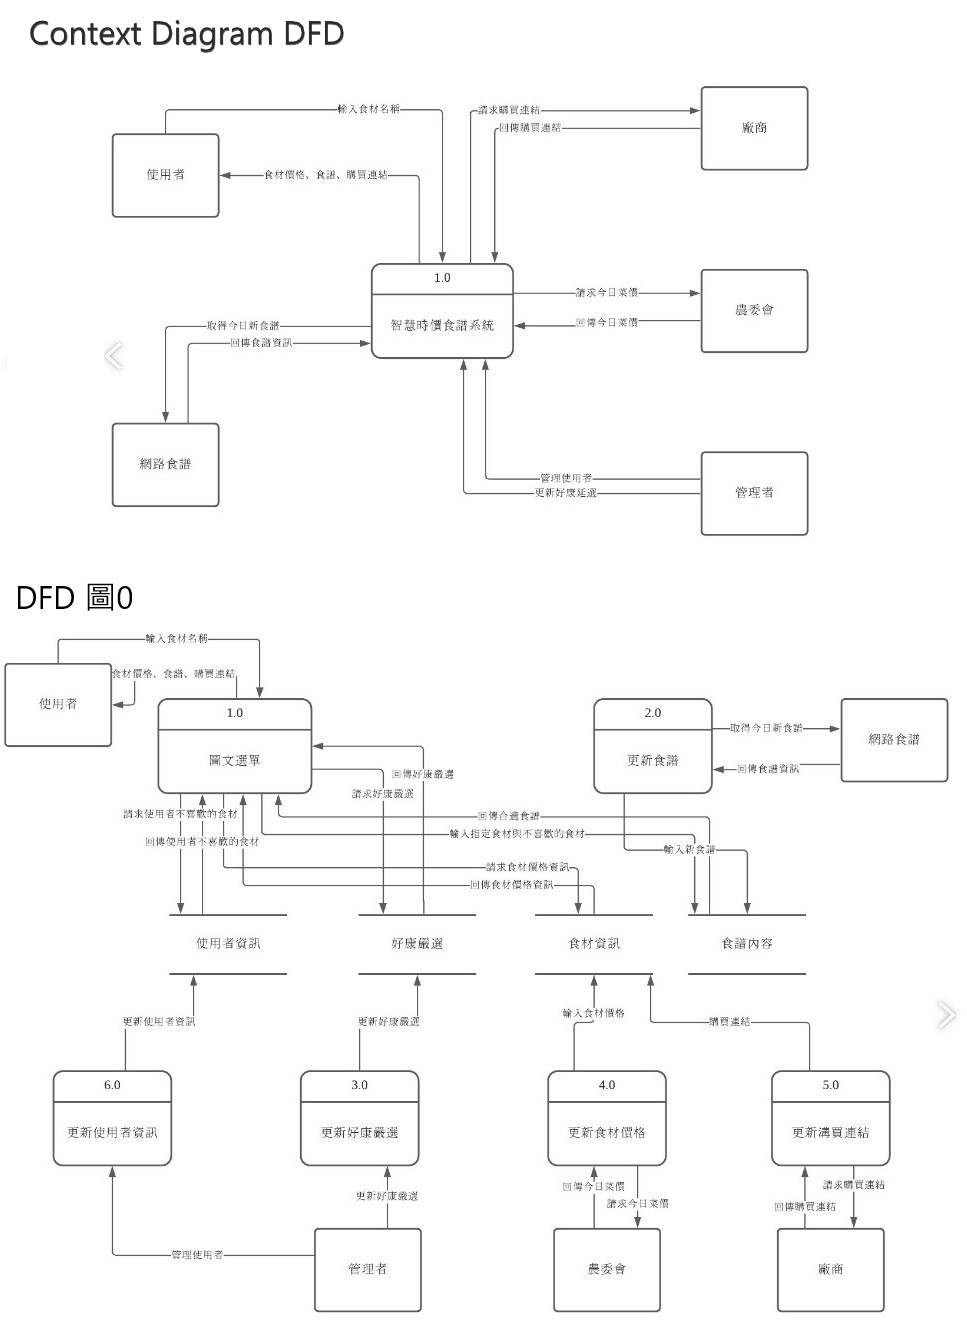 Context Diagram DFD
輸入食材名稱
請求購買連結
回傳購買連結
廠商
使用者
食材價格、食譜、購買連結
1.0
智慧時價食譜系統
請求今日菜價
回傳今日菜價
農委會
取得今日新食譜
回傳食譜資訊
網路食譜
管理使用者
更新好康延選
管理者
DFD 圖0
輸入食材名稱
食材價格、食譜、購買連結
使用者
1.0
圖文選單
2.0
更新食譜
取得今日新食譜
回傳食譜資訊
網路食譜
回傳好康嚴選
請求好康嚴選
請求使用者不喜歡的食材
回傳使用者不喜歡的食材
回傳合適食譜
輸入指定食材與不喜歡的食材
輸入新食譜
請求食材價格資訊
回傳食材價格資訊
使用者資訊
好康嚴選
食材資訊
食譜內容
更新使用者資訊
更新好康嚴選
輸入食材價格
購買連結
6.0
更新使用者資訊
3.0
更新好康嚴選
4.0
更新食材價格
5.0
更新溝買連結
更新好康嚴選
回傳今日菜價
請求今日菜價
請求購買連結
回傳購買連結
管理使用者
管理者
農委會
廠商